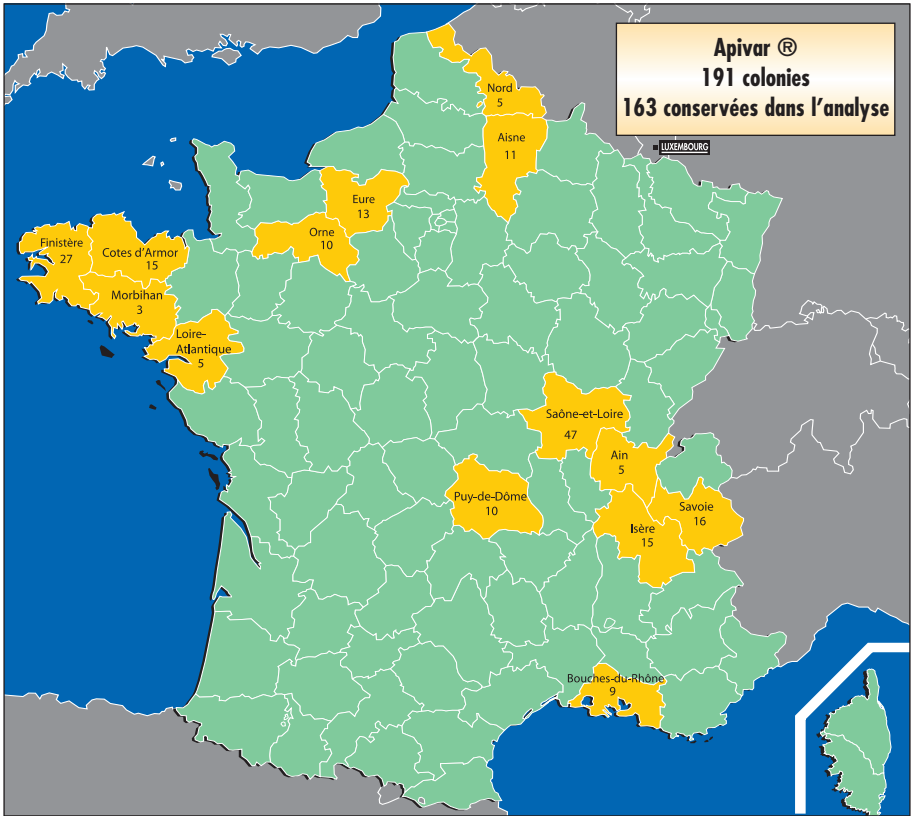 Apivar ®
191 colonies
163 conservées dans l'analyse
LUXEMBOURG
Nord
5
Aisne
11
Eure
13
Orne
10
Finistère
27
Cotes d'Armor
15
Morbihan
3
Loire-
Atlantique
5
Saône-et-Loire
47
Ain
5
Puy-de-Dôme
10
Savoie
16
Isère
15
Bouches-du-Rhône
9